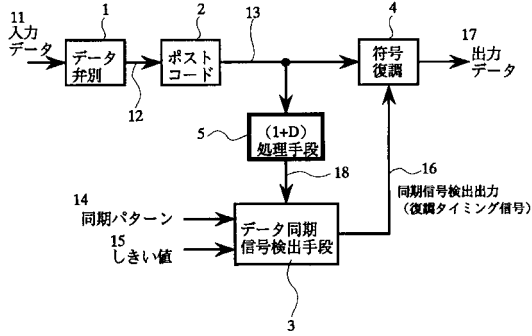 11
入力
データ
1
データ
弁別
12
2
ポスト
コード
13
4
符号
復調
17
出力
データ
5
(1+D)
処理手段
18
16
同期信号検出出力
(復調タイミング信号)
14
同期パターン
15
しきい値
データ同期
信号検出手段
3